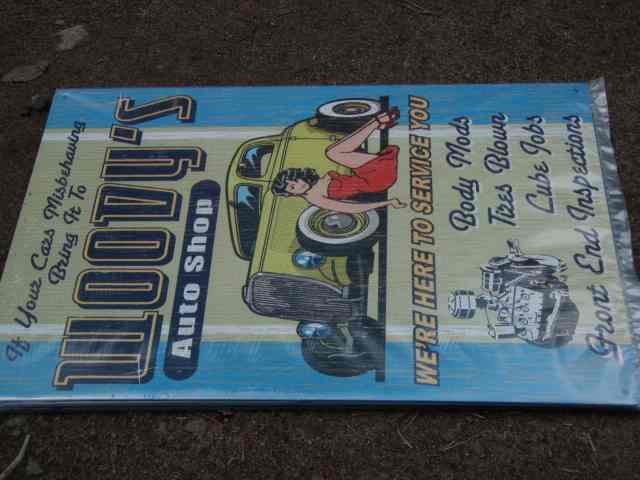 If Your Cars Misbehaving
Bring It To
WOODY'S
Auto Shop
WE'RE HERE TO SERVICE YOU
Body Mods
Tires Blown
Lube Jobs
Front End Inspections